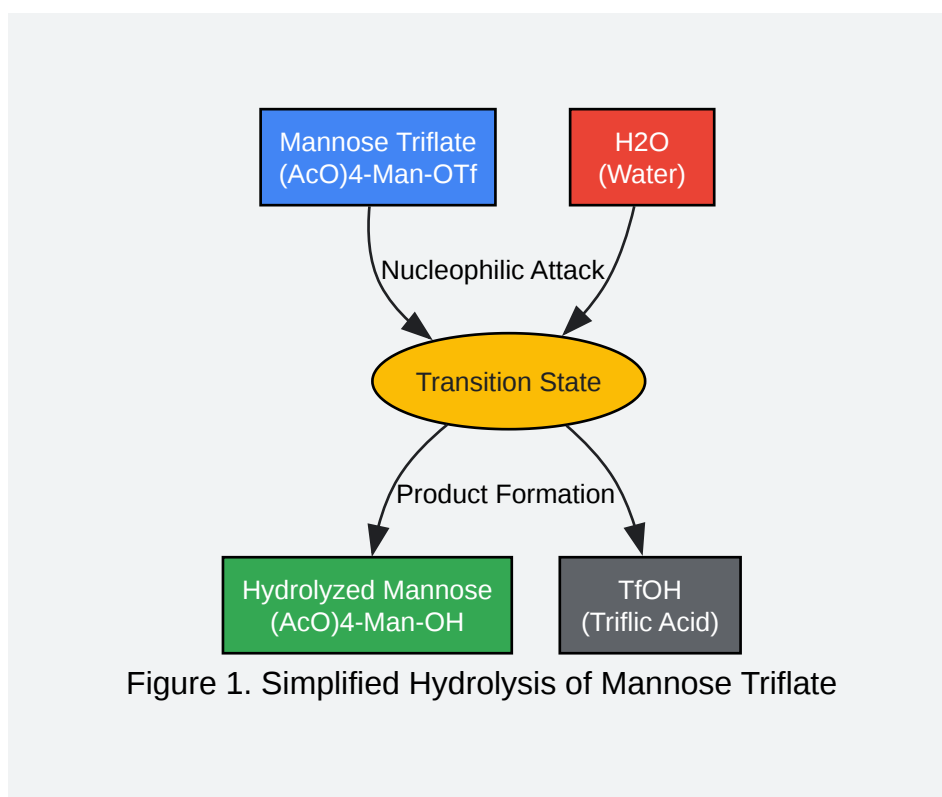 Mannose Triflate
(AcO)4-Man-OTf
H2O
(Water)
Nucleophilic Attack
Transition State
Product Formation
Hydrolyzed Mannose
(AcO)4-Man-OH
TfOH
(Triflic Acid)
Figure 1. Simplified Hydrolysis of Mannose Triflate